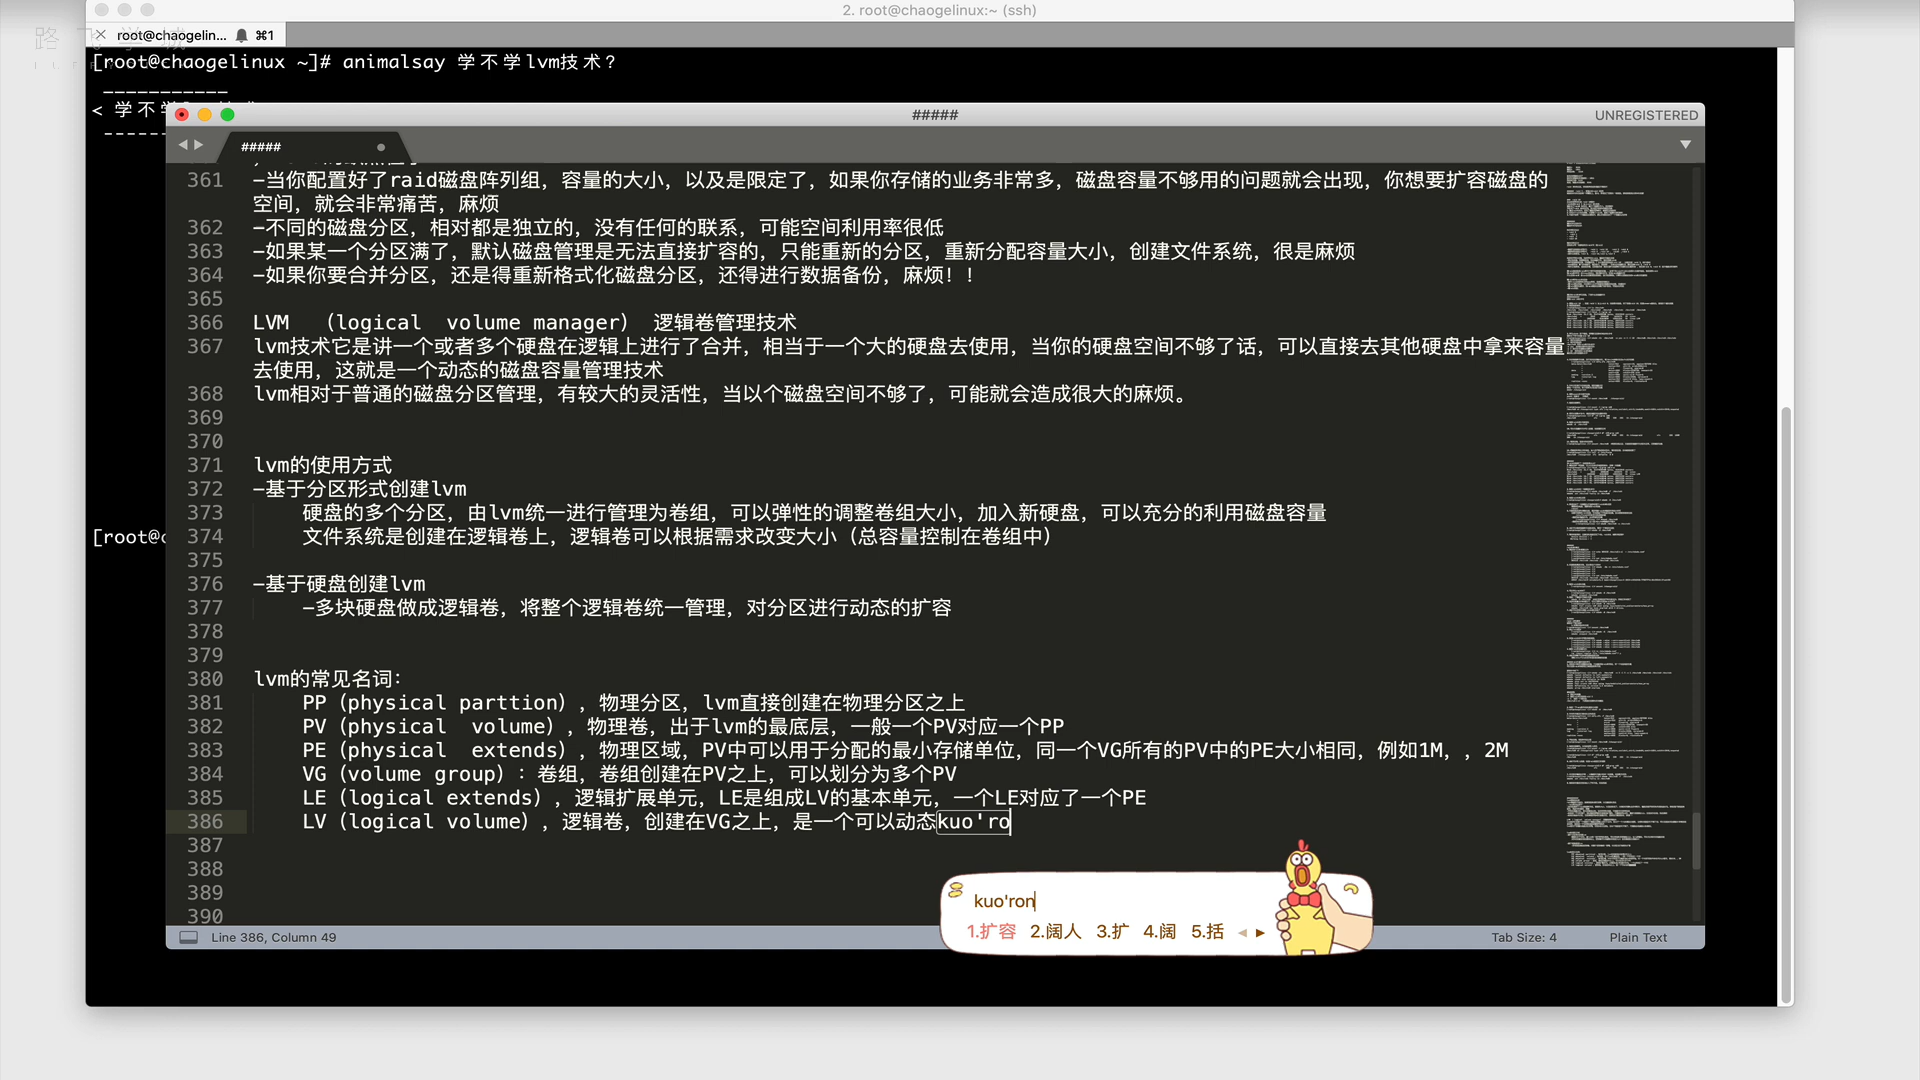 2. root@chaogelinux:~ (ssh)
root@chaogelin... ⌘1
[root@chaogelinux ~]# animalsay 学不学lvm技术?
___________
< 学不学
-----
#####
UNREGISTERED
#####
361 -当你配置好了raid磁盘阵列组，容量的大小，以及是限定了，如果你存储的业务非常多，磁盘容量不够用的问题就会出现，你想要扩容磁盘的
空间，就会非常痛苦，麻烦
362 -不同的磁盘分区，相对都是独立的，没有任何的联系，可能空间利用率很低
363 -如果某一个分区满了，默认磁盘管理是无法直接扩容的，只能重新的分区，重新分配容量大小，创建文件系统，很是麻烦
364 -如果你要合并分区，还是得重新格式化磁盘分区，还得进行数据备份，麻烦！！
365
366 LVM （logical  volume manager） 逻辑卷管理技术
367 lvm技术它是讲一个或者多个硬盘在逻辑上进行了合并，相当于一个大的硬盘去使用，当你的硬盘空间不够了话，可以直接去其他硬盘中拿来容量
去使用，这就是一个动态的磁盘容量管理技术
368 lvm相对于普通的磁盘分区管理，有较大的灵活性，当以个磁盘空间不够了，可能就会造成很大的麻烦。
369
370
371 lvm的使用方式
372 -基于分区形式创建lvm
373 硬盘的多个分区，由lvm统一进行管理为卷组，可以弹性的调整卷组大小，加入新硬盘，可以充分的利用磁盘容量
[root@c
374 文件系统是创建在逻辑卷上，逻辑卷可以根据需求改变大小（总容量控制在卷组中）
375
376 -基于硬盘创建lvm
377 -多块硬盘做成逻辑卷，将整个逻辑卷统一管理，对分区进行动态的扩容
378
379
380 lvm的常见名词：
381 PP（physical parttion），物理分区，lvm直接创建在物理分区之上
382 PV（physical  volume），物理卷，出于lvm的最底层，一般一个PV对应一个PP
383 PE（physical  extends），物理区域，PV中可以用于分配的最小存储单位，同一个VG所有的PV中的PE大小相同，例如1M，，2M
384 VG（volume group）：卷组，卷组创建在PV之上，可以划分为多个PV
385 LE（logical extends），逻辑扩展单元，LE是组成LV的基本单元，一个LE对应了一个PE
386 LV（logical volume），逻辑卷，创建在VG之上，是一个可以动态kuo'ro
387
388
389
390
kuo'ron
1.扩容 2.阔人 3.扩 4.阔 5.括
Line 386, Column 49
Tab Size: 4
Plain Text